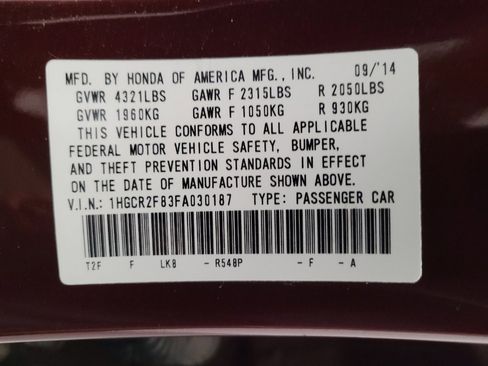 MFD. BY HONDA OF AMERICA MFG., INC. 09/'14
GVWR 4321LBS GAWR F 2315LBS R 2050LBS
GVWR 1960KG GAWR F 1050KG R 930KG
THIS VEHICLE CONFORMS TO ALL APPLICABLE
FEDERAL MOTOR VEHICLE SAFETY, BUMPER,
AND THEFT PREVENTION STANDARDS IN EFFECT
ON THE DATE OF MANUFACTURE SHOWN ABOVE.
V.I.N.: 1HGCR2F83FA030187 TYPE: PASSENGER CAR
T2F F LKB - R548P - F - A